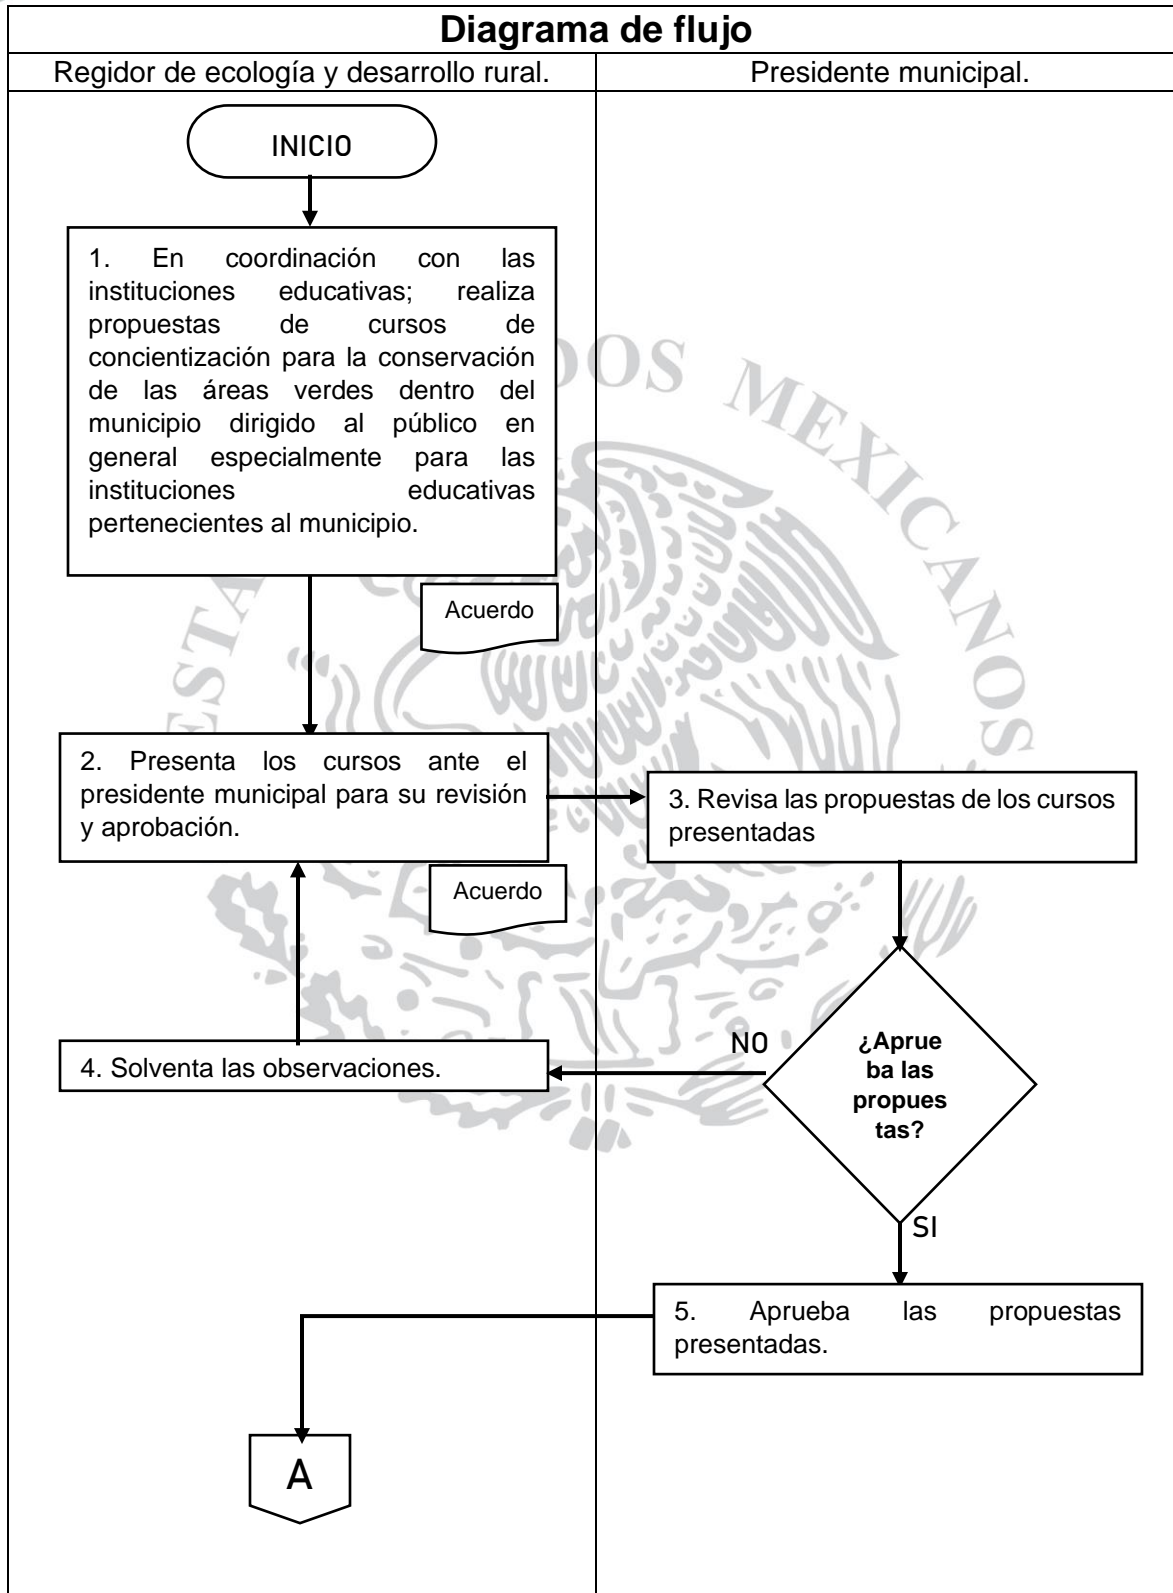 Diagrama de flujo
Regidor de ecología y desarrollo rural.
Presidente municipal.
INICIO
1. En coordinación con las
instituciones educativas; realiza
propuestas de cursos de
concientización para la conservación
de las áreas verdes dentro del
municipio dirigido al público en
general especialmente para las
instituciones educativas
pertenecientes al municipio.
Acuerdo
2. Presenta los cursos ante el
presidente municipal para su revisión
y aprobación.
Acuerdo
3. Revisa las propuestas de los cursos
presentadas
¿Aprue
ba las
propues
tas?
NO
4. Solventa las observaciones.
SI
5. Aprueba las propuestas
presentadas.
A
MEXICANOS